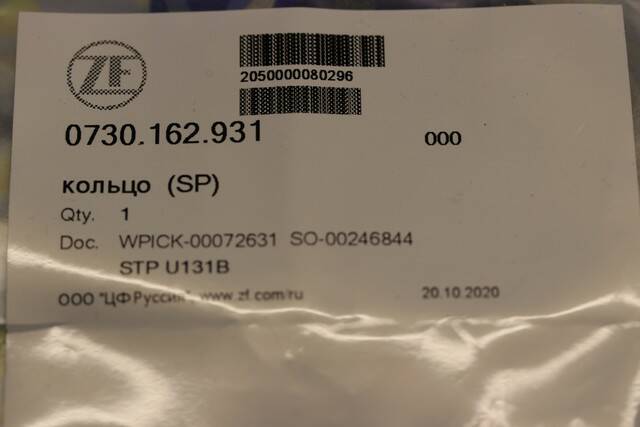 ZF
2050000080296
0730.162.931 000
кольцо (SP)
Qty. 1
Doc. WPICK-00072631 SO-00246844
STP U131B
ООО "ЦФ Руссия", www.zf.com/ru 20.10.2020